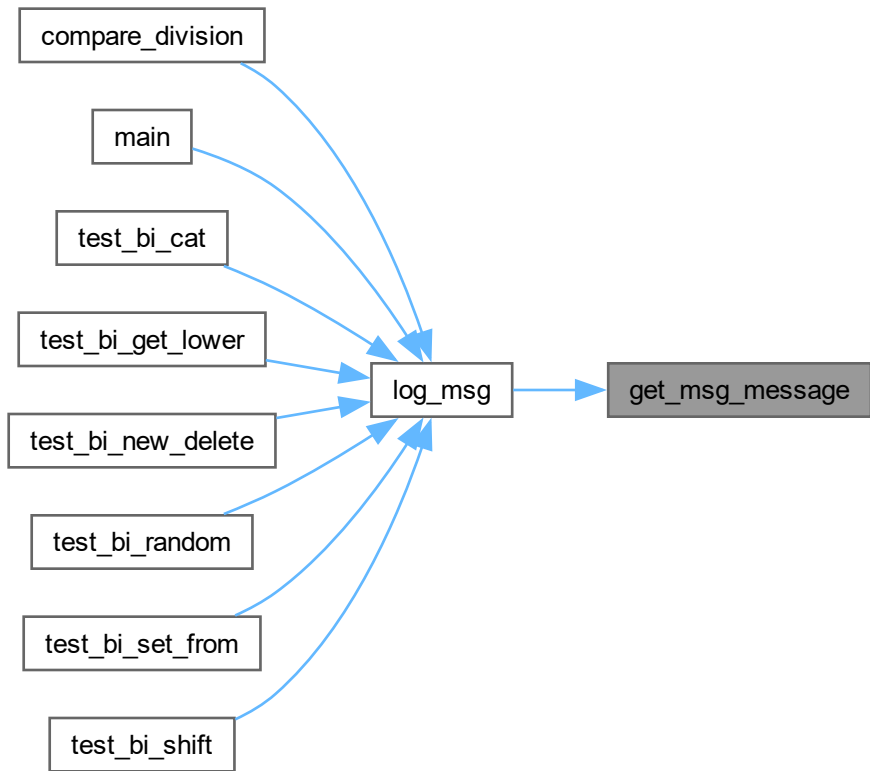 compare_division
main
test_bi_cat
test_bi_get_lower
log_msg
get_msg_message
test_bi_new_delete
test_bi_random
test_bi_set_from
test_bi_shift